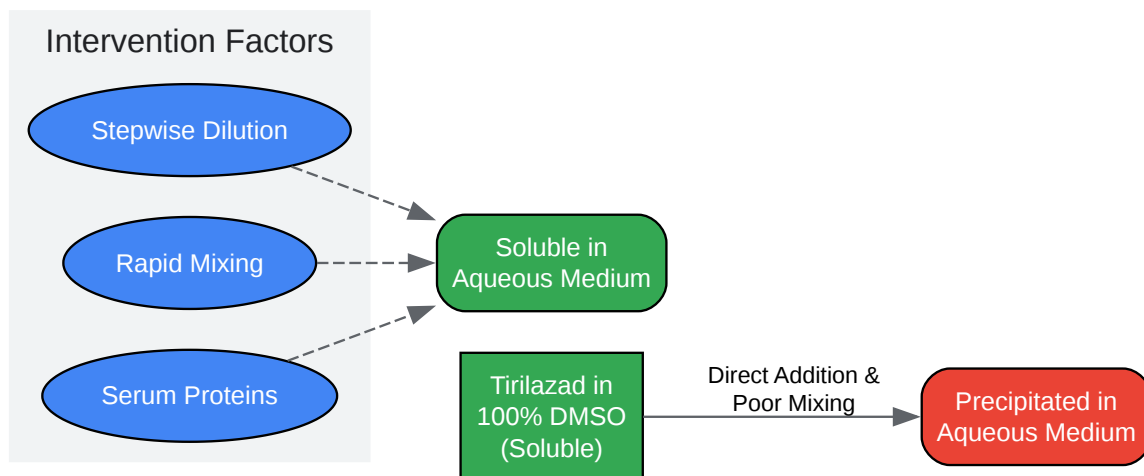 Intervention Factors
Stepwise Dilution
Rapid Mixing
Serum Proteins
Soluble in
Aqueous Medium
Tirilazad in
100% DMSO
(Soluble)
Direct Addition &
Poor Mixing
Precipitated in
Aqueous Medium